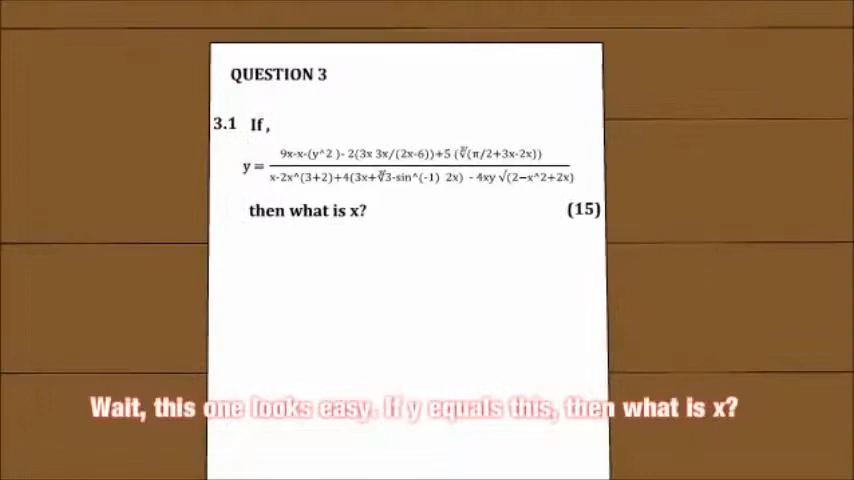 QUESTION 3
3.1 If ,
9x-x-(y^2 )- 2(3x 3x/(2x-6))+5 (∛(π/2+3x-2x))
y =
x-2x^(3+2)+4(3x+∛3-sin^(-1) 2x) - 4xy √(2−x^2+2x)
then what is x? (15)
Wait, this one looks easy. If y equals this, then what is x?